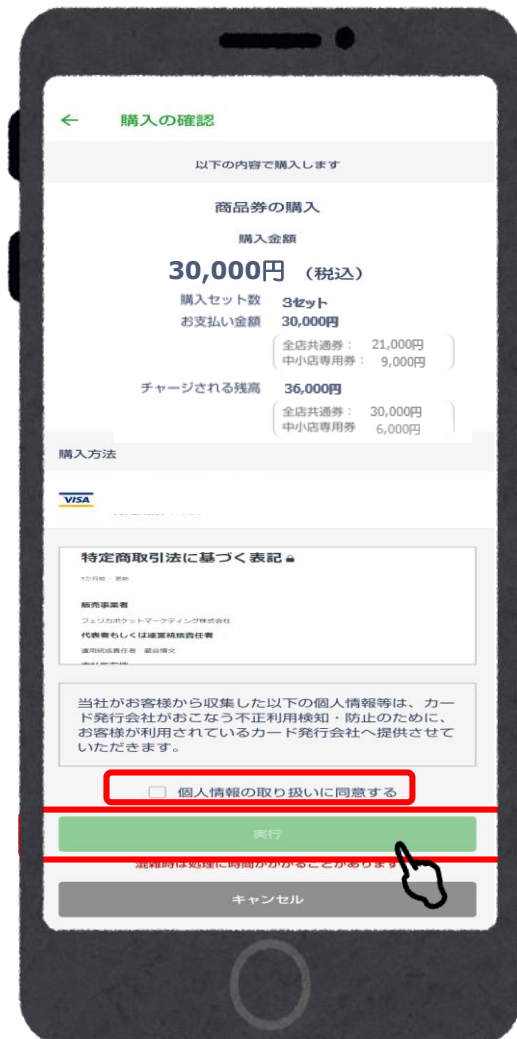 ← 購入の確認
以下の内容で購入します
商品券の購入
購入金額
30,000円 (税込)
購入セット数 3セット
お支払い金額 30,000円
全店共通券： 21,000円
中小店専用券： 9,000円
チャージされる残高 36,000円
全店共通券： 30,000円
中小店専用券 6,000円
購入方法
VISA
特定商取引法に基づく表記
販売事業者
フェリカポケットマーケティング株式会社
代表者もしくは運営統括責任者
運用統括責任者
当社がお客様から収集した以下の個人情報等は、カー
ド発行会社がおこなう不正利用検知・防止のために、
お客様が利用されているカード発行会社へ提供させて
いただきます。
個人情報の取り扱いに同意する
実行
混雑時は処理に時間がかかることがあります
キャンセル